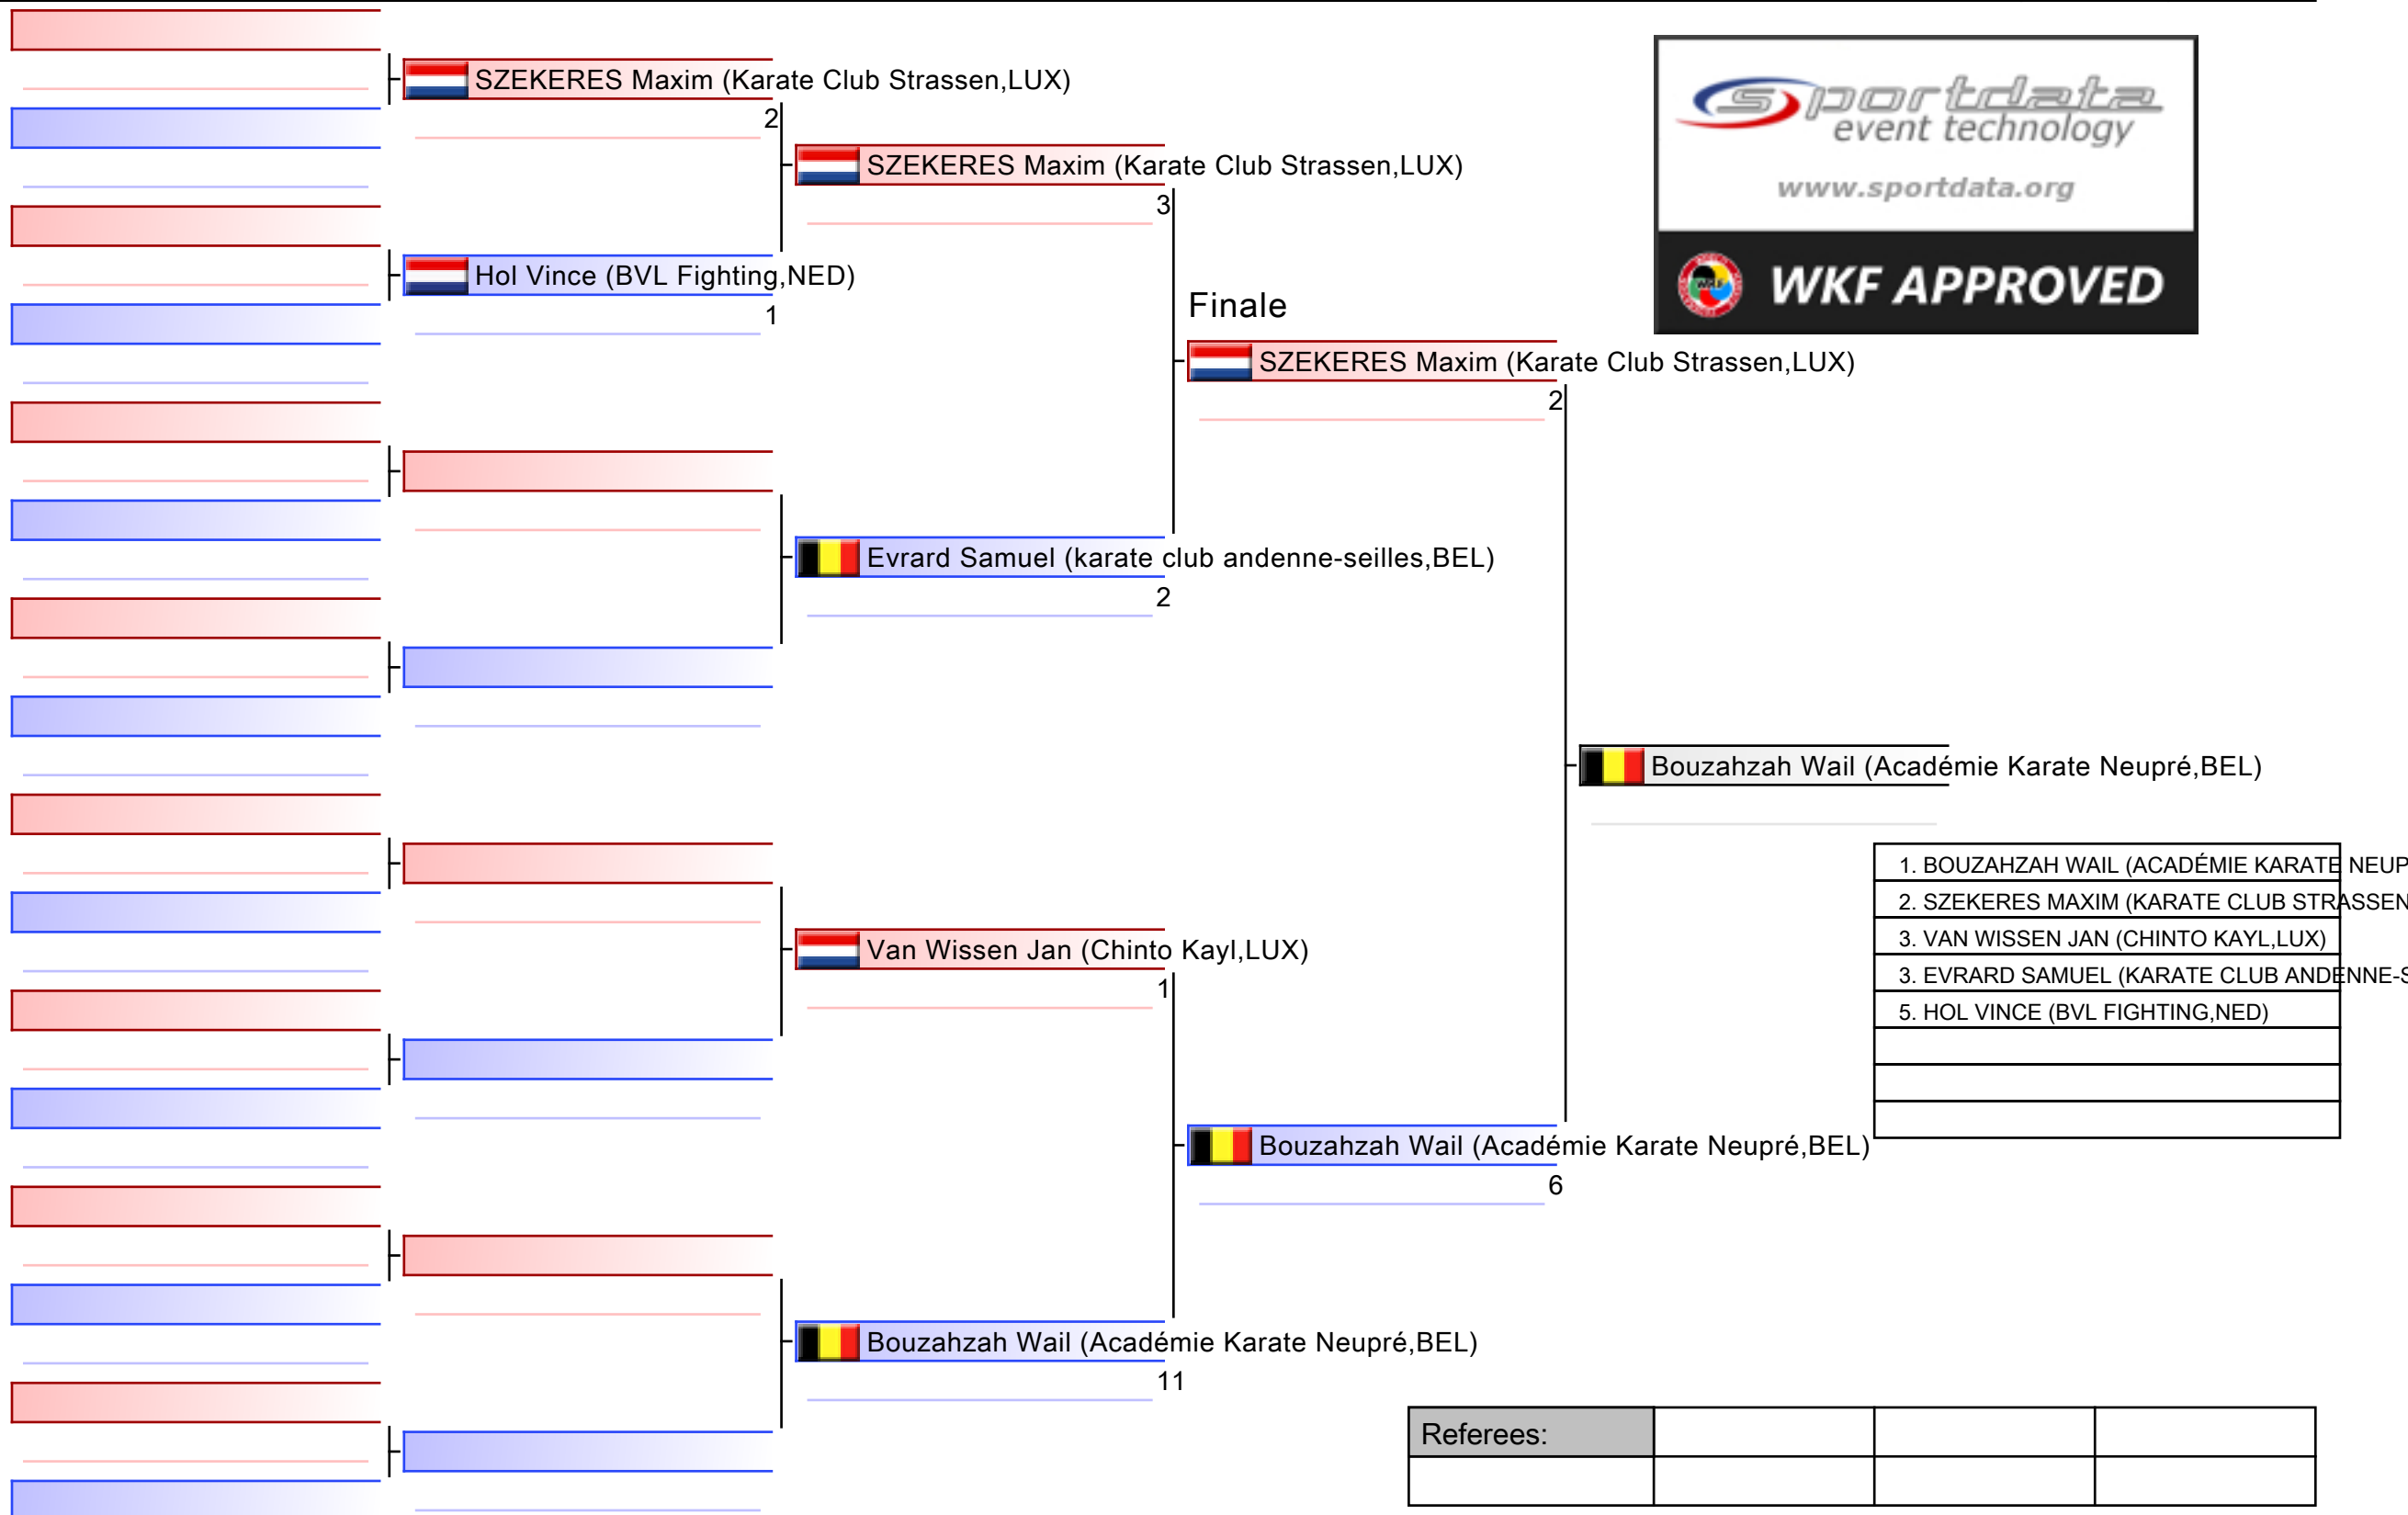 SZEKERES Maxim (Karate Club Strassen,LUX)
2
SZEKERES Maxim (Karate Club Strassen,LUX)
3
Hol Vince (BVL Fighting,NED)
1
Finale
SZEKERES Maxim (Karate Club Strassen,LUX)
2
Evrard Samuel (karate club andenne-seilles,BEL)
2
Bouzahzah Wail (Académie Karate Neupré,BEL)
Van Wissen Jan (Chinto Kayl,LUX)
1
Bouzahzah Wail (Académie Karate Neupré,BEL)
6
Bouzahzah Wail (Académie Karate Neupré,BEL)
11
sportdata
event technology
www.sportdata.org
WKF APPROVED
1. BOUZAHZAH WAIL (ACADÉMIE KARATE NEUP
2. SZEKERES MAXIM (KARATE CLUB STRASSEN
3. VAN WISSEN JAN (CHINTO KAYL,LUX)
3. EVRARD SAMUEL (KARATE CLUB ANDENNE-S
5. HOL VINCE (BVL FIGHTING,NED)
Referees: